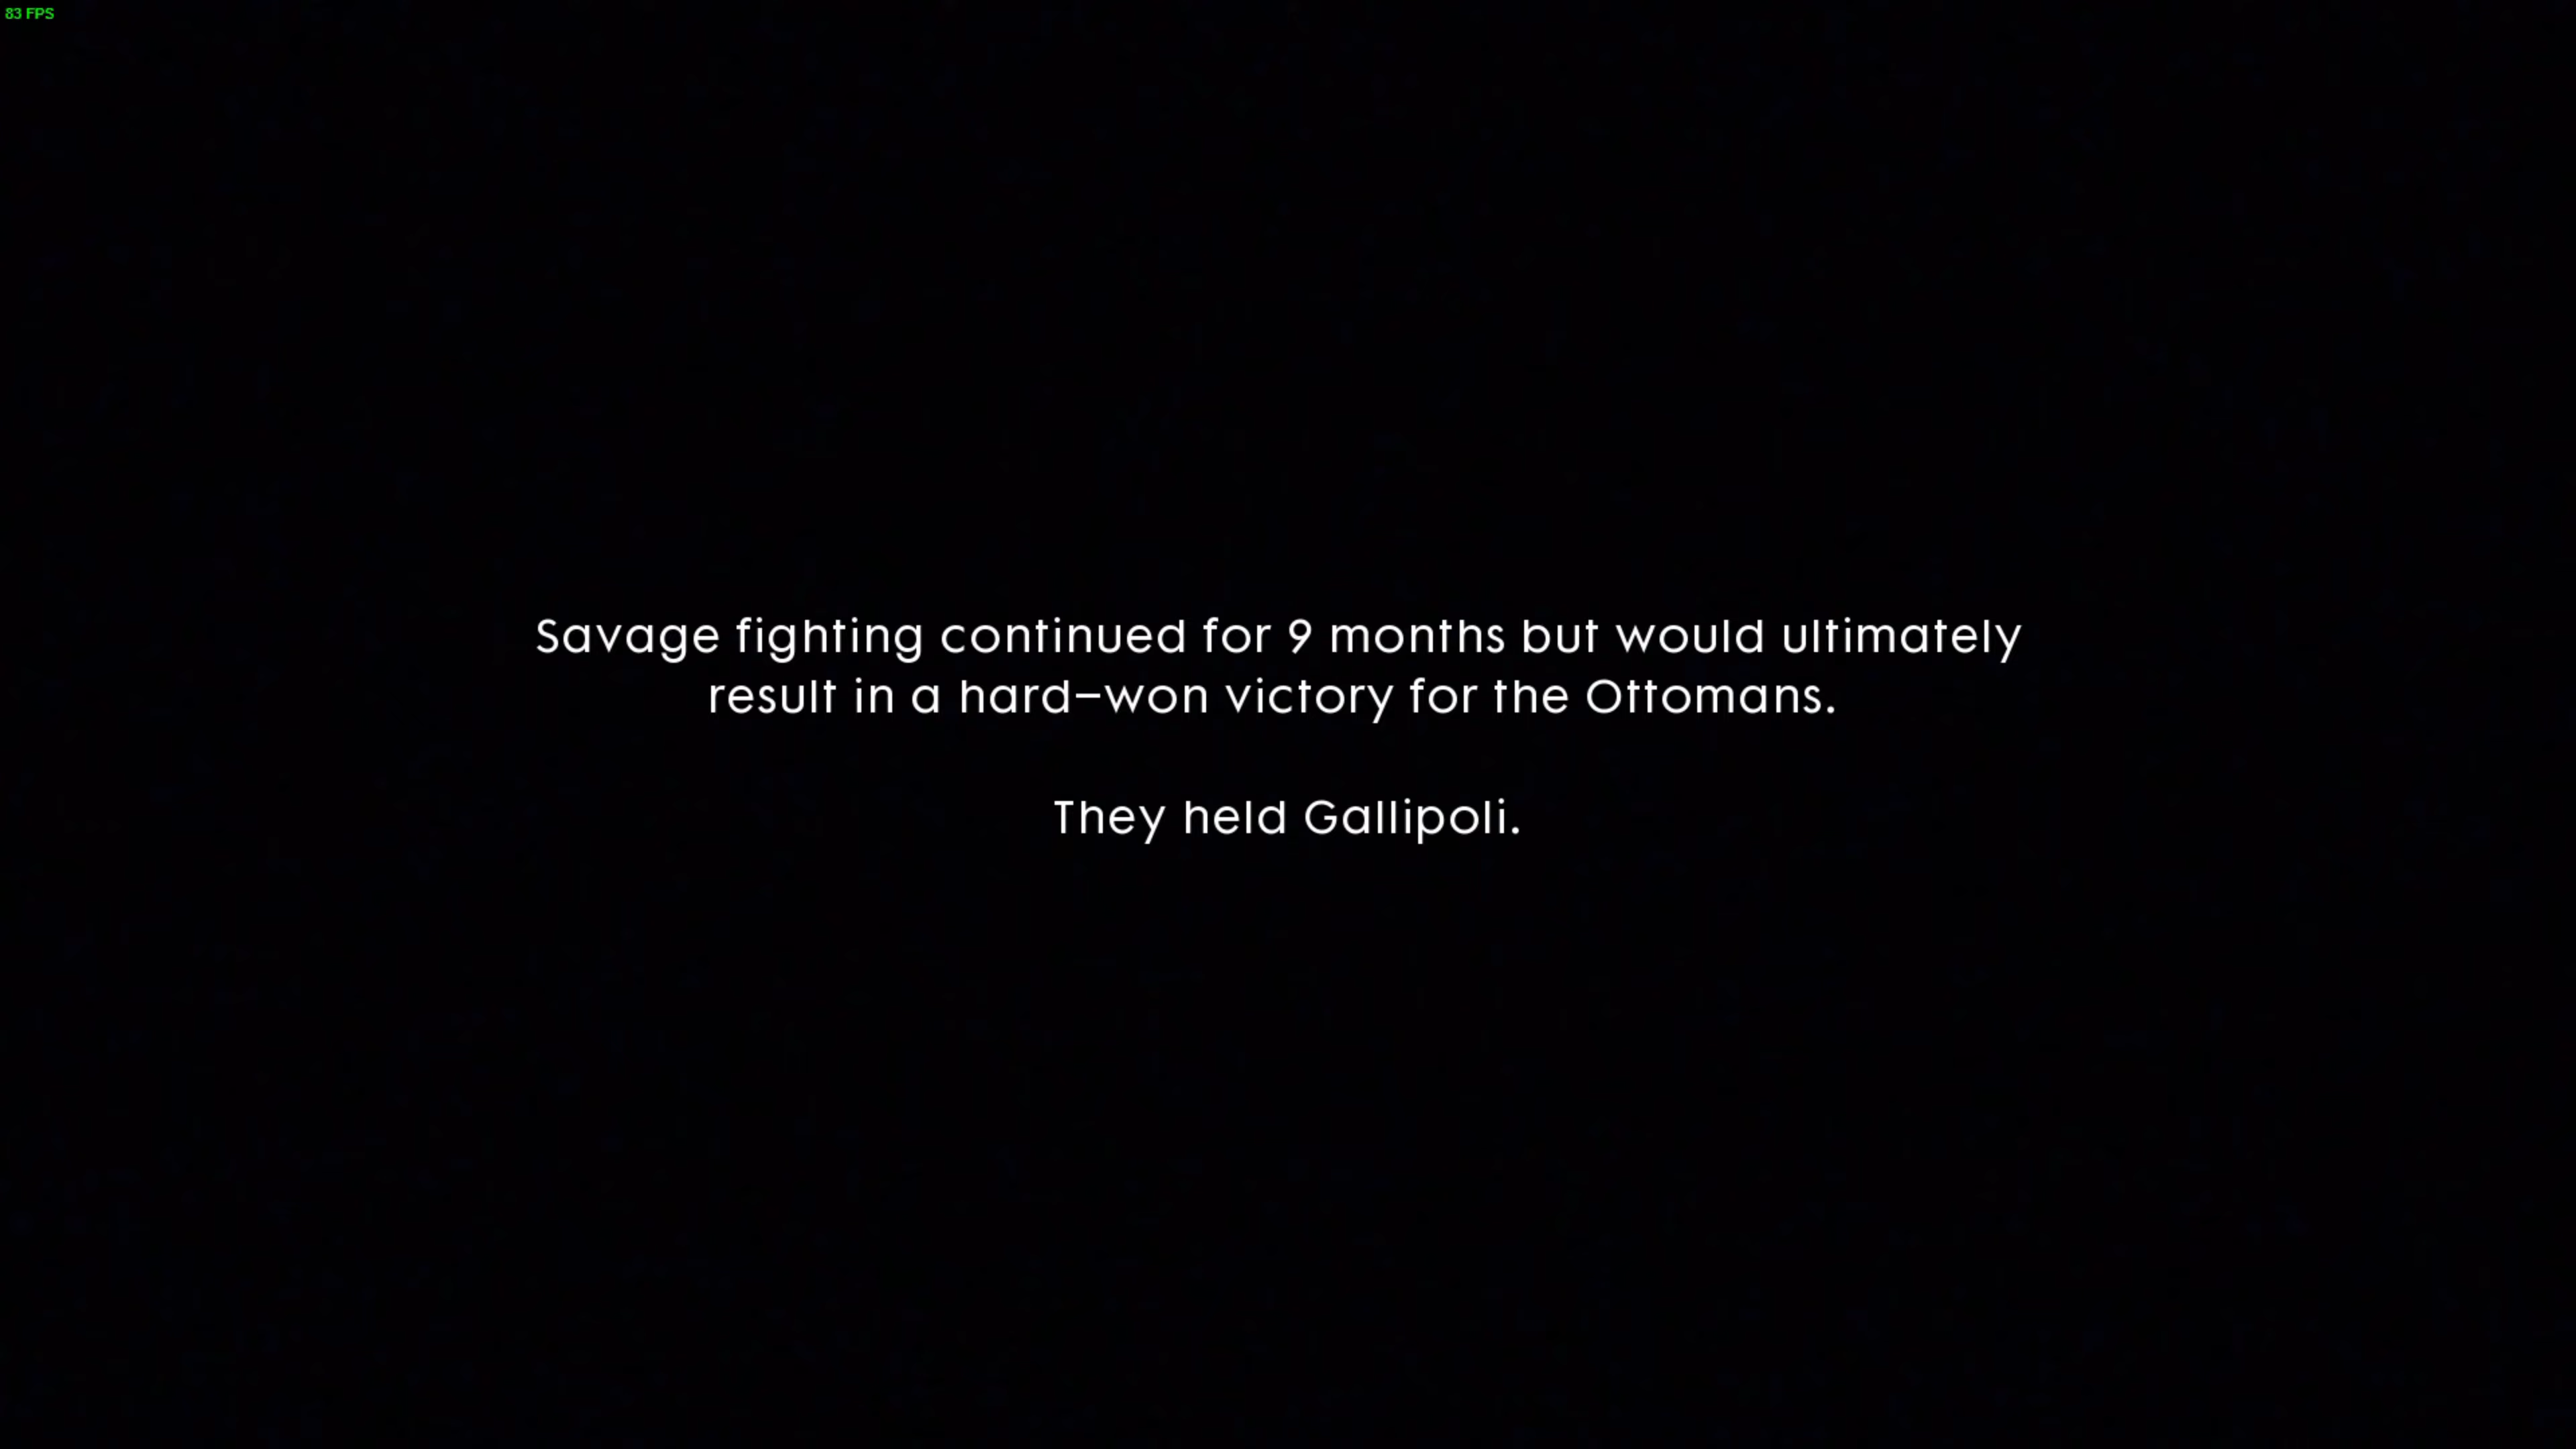 83 FPS
Savage fighting continued for 9 months but would ultimately
result in a hard-won victory for the Ottomans.
They held Gallipoli.